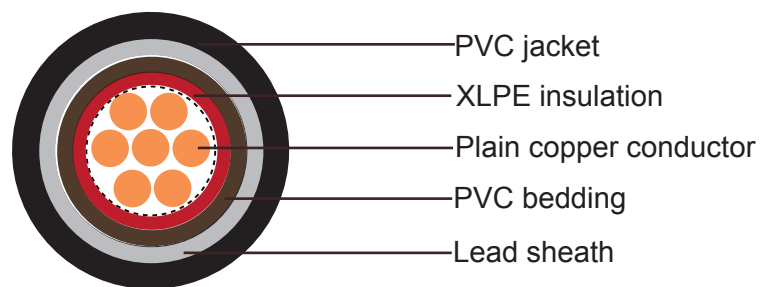 PVC jacket
XLPE insulation
Plain copper conductor
PVC bedding
Lead sheath